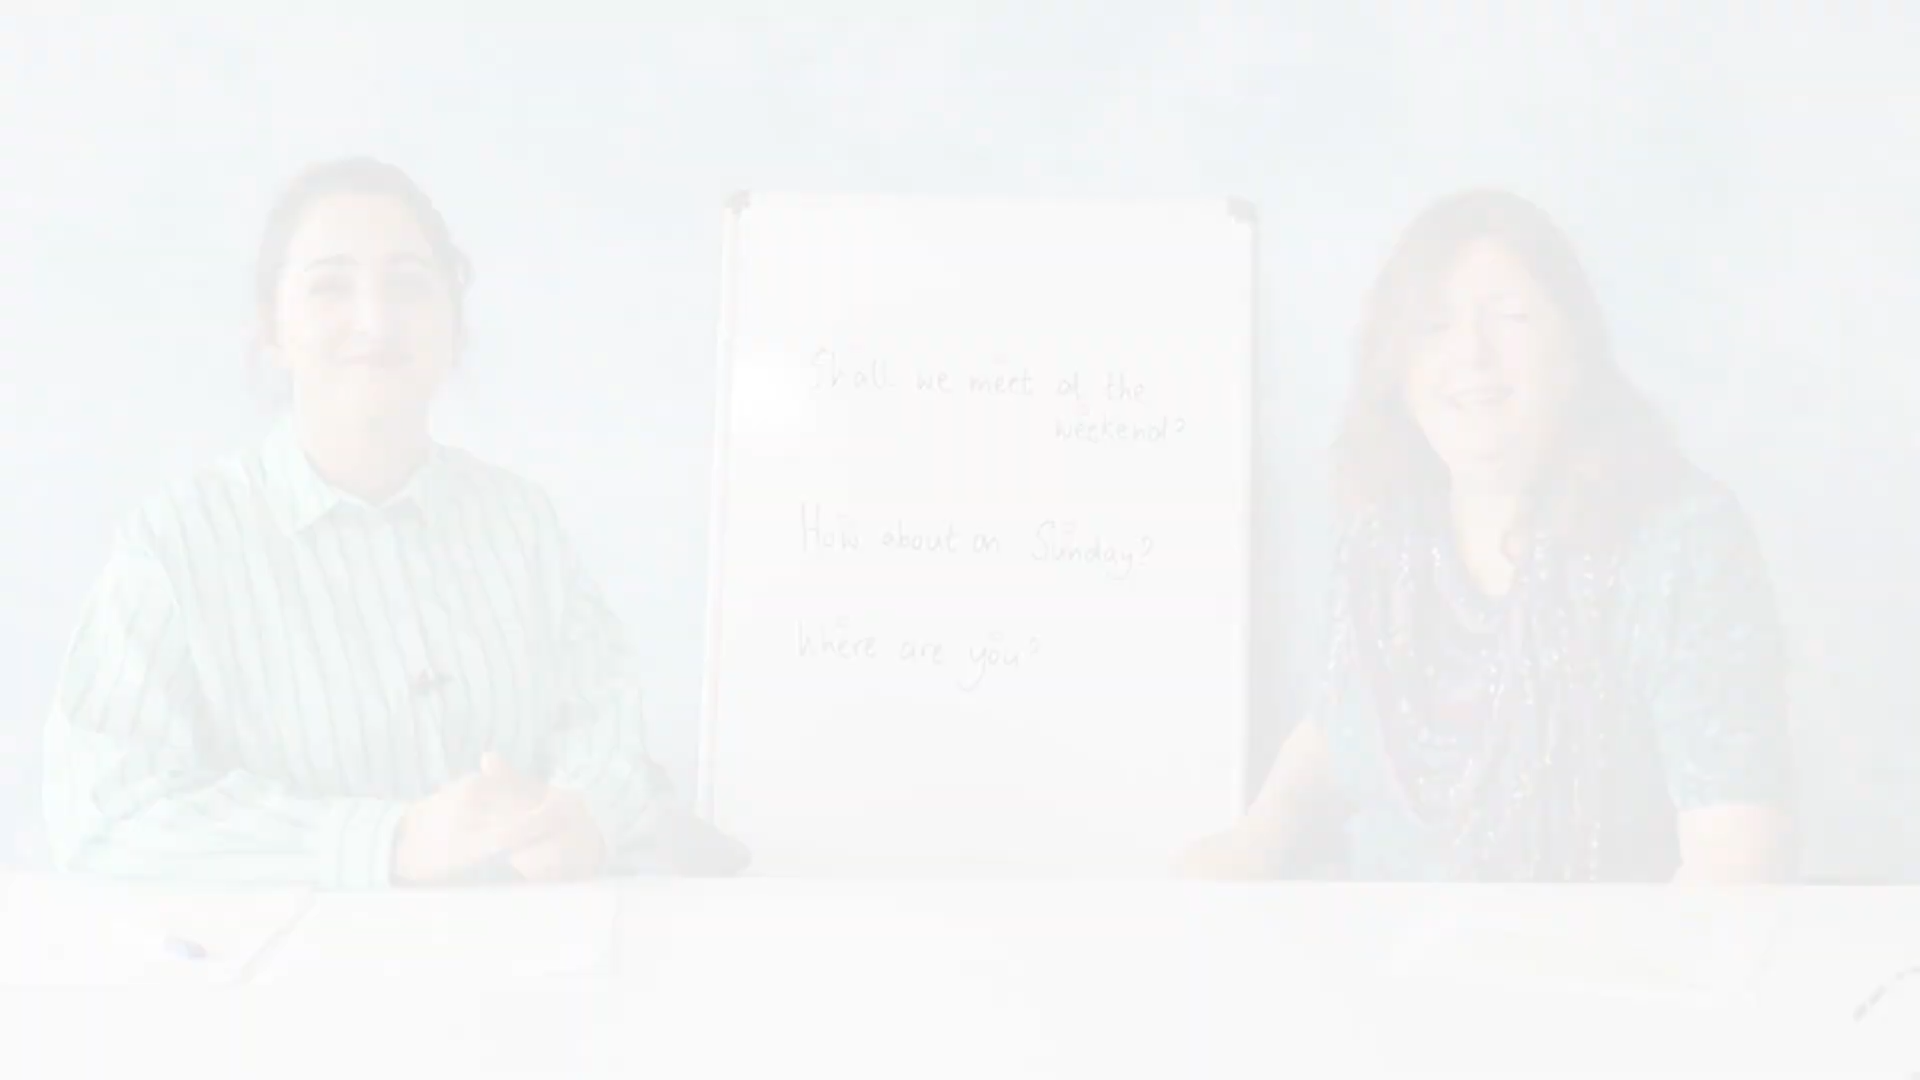 Shall we meet at the
weekend?
How about on Sunday?
Where are you?